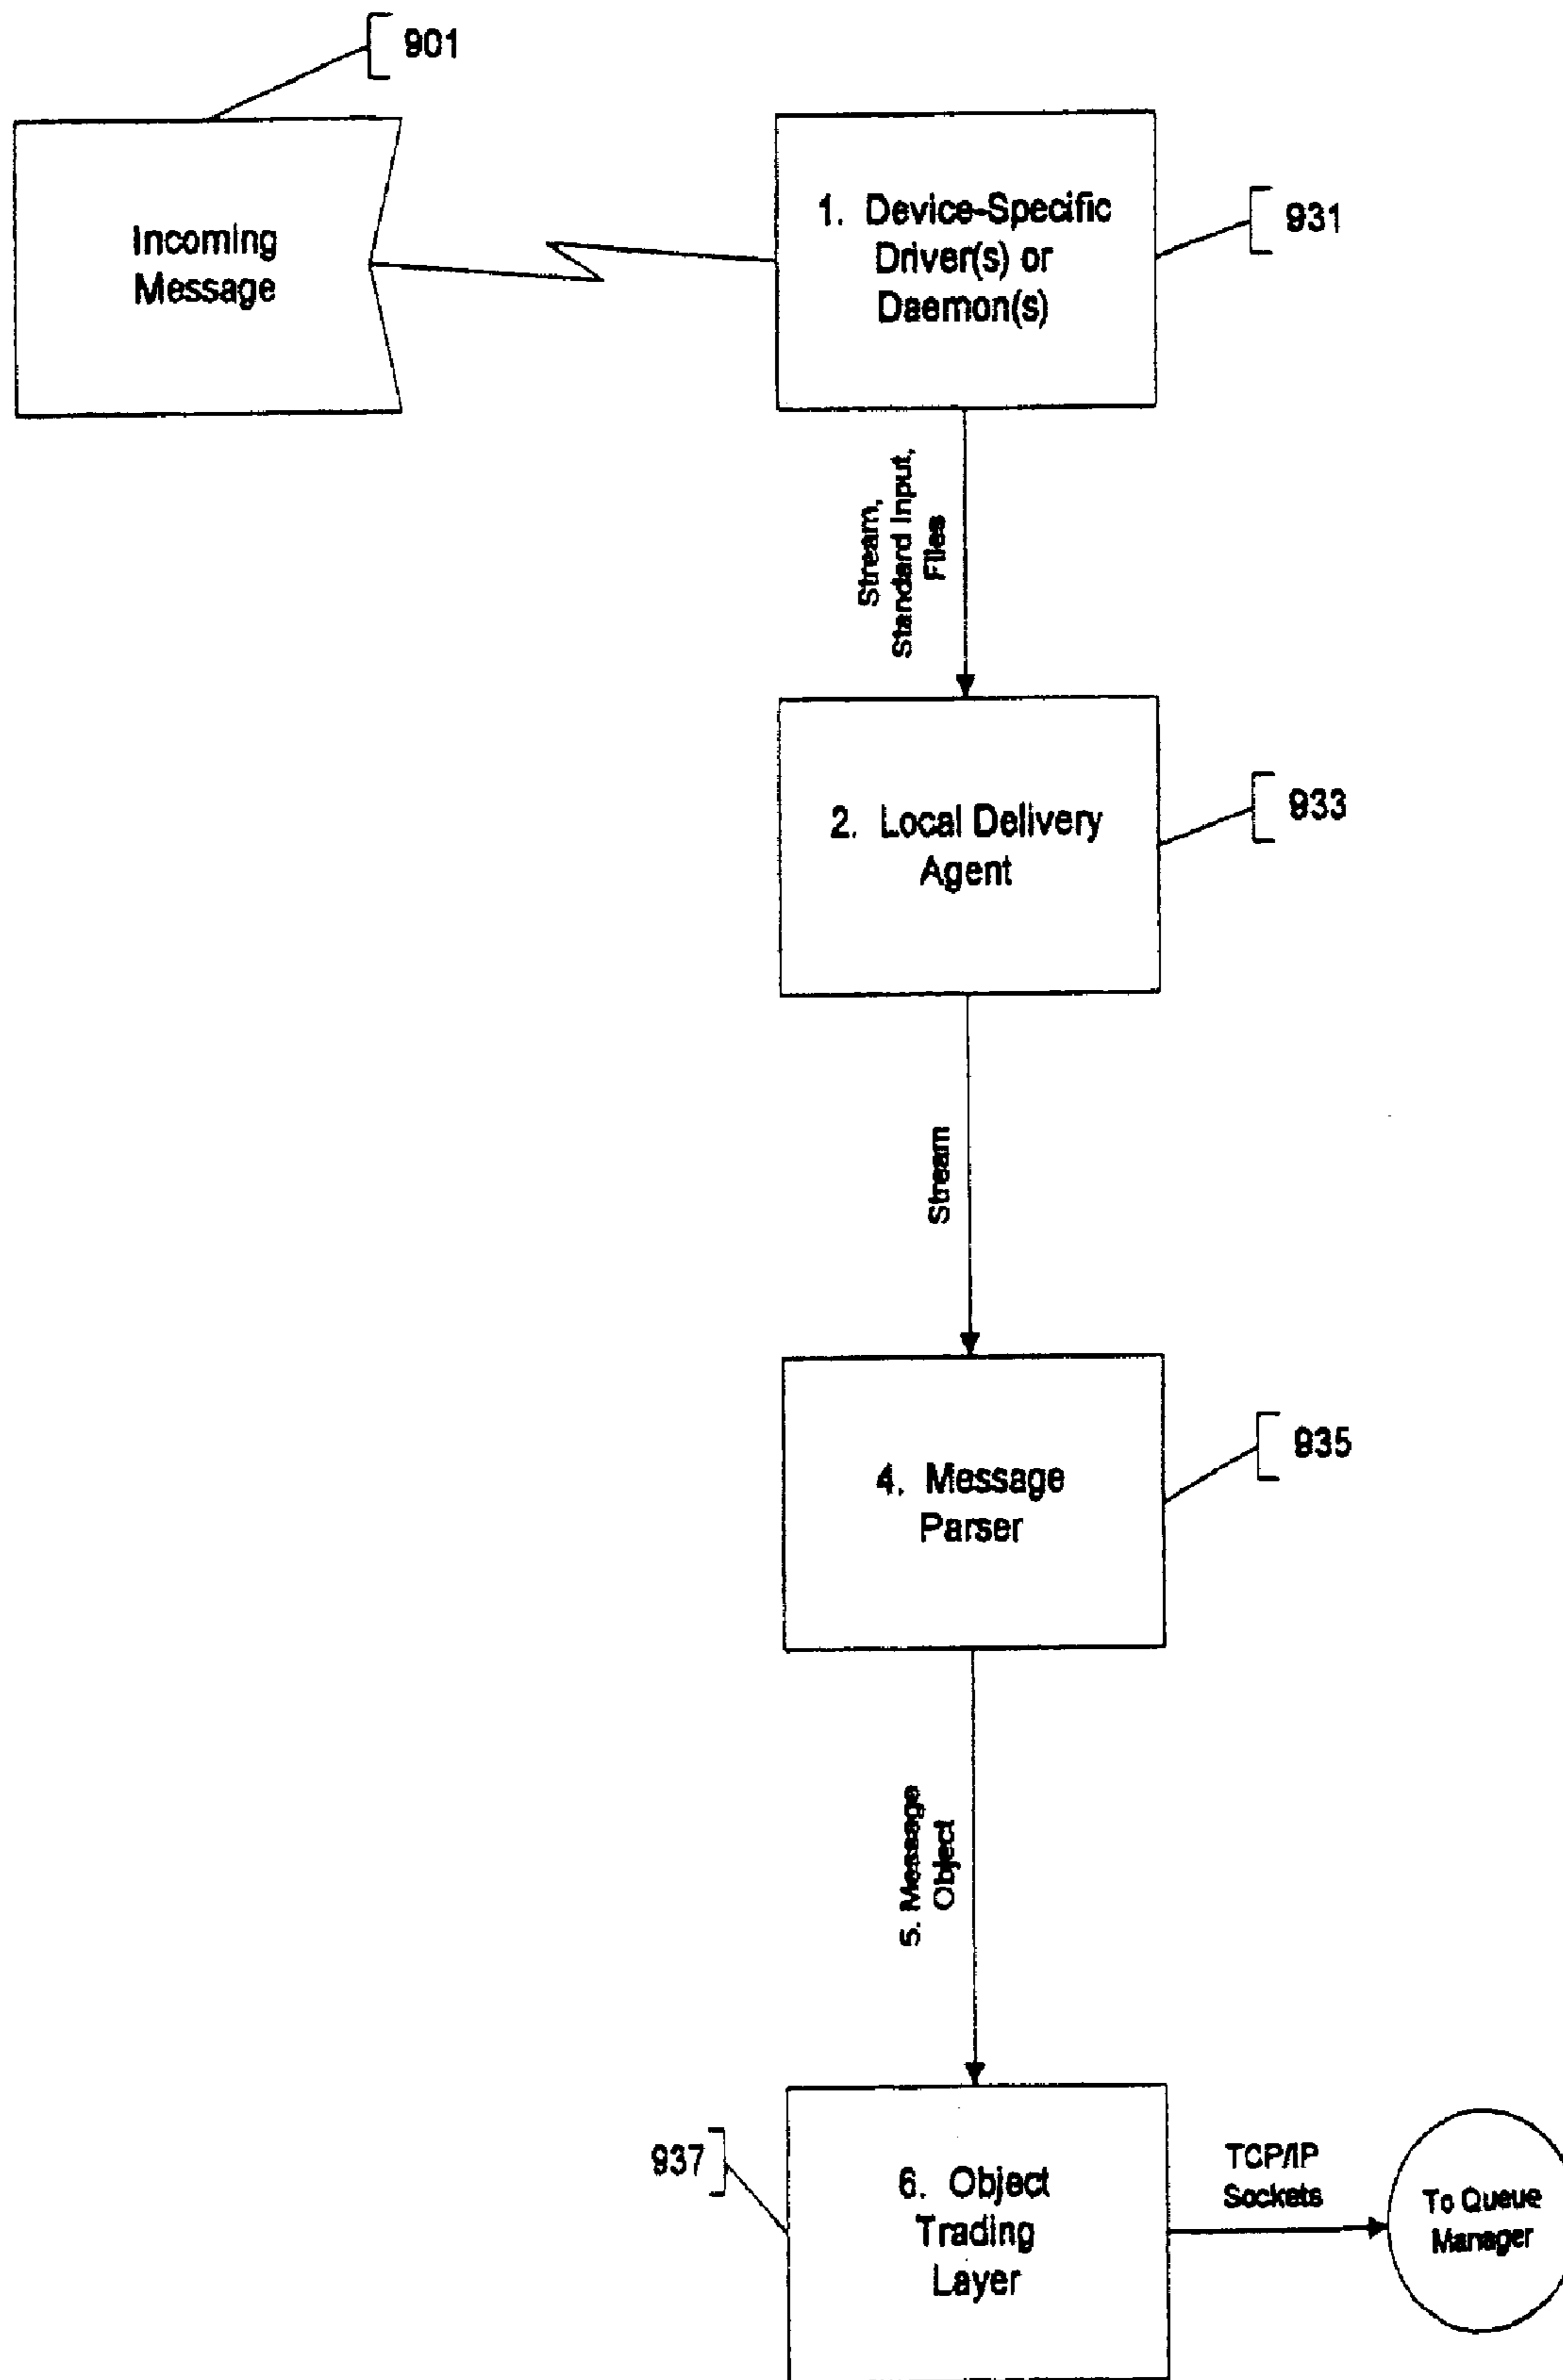 901
Incoming
Message
1. Device-Specific
Driver(s) or
Daemon(s)
931
Stream,
Standard Input,
Files
2. Local Delivery
Agent
933
Stream
4. Message
Parser
935
5. Message
Object
937
6. Object
Trading
Layer
TCP/IP
Sockets
To Queue
Manager